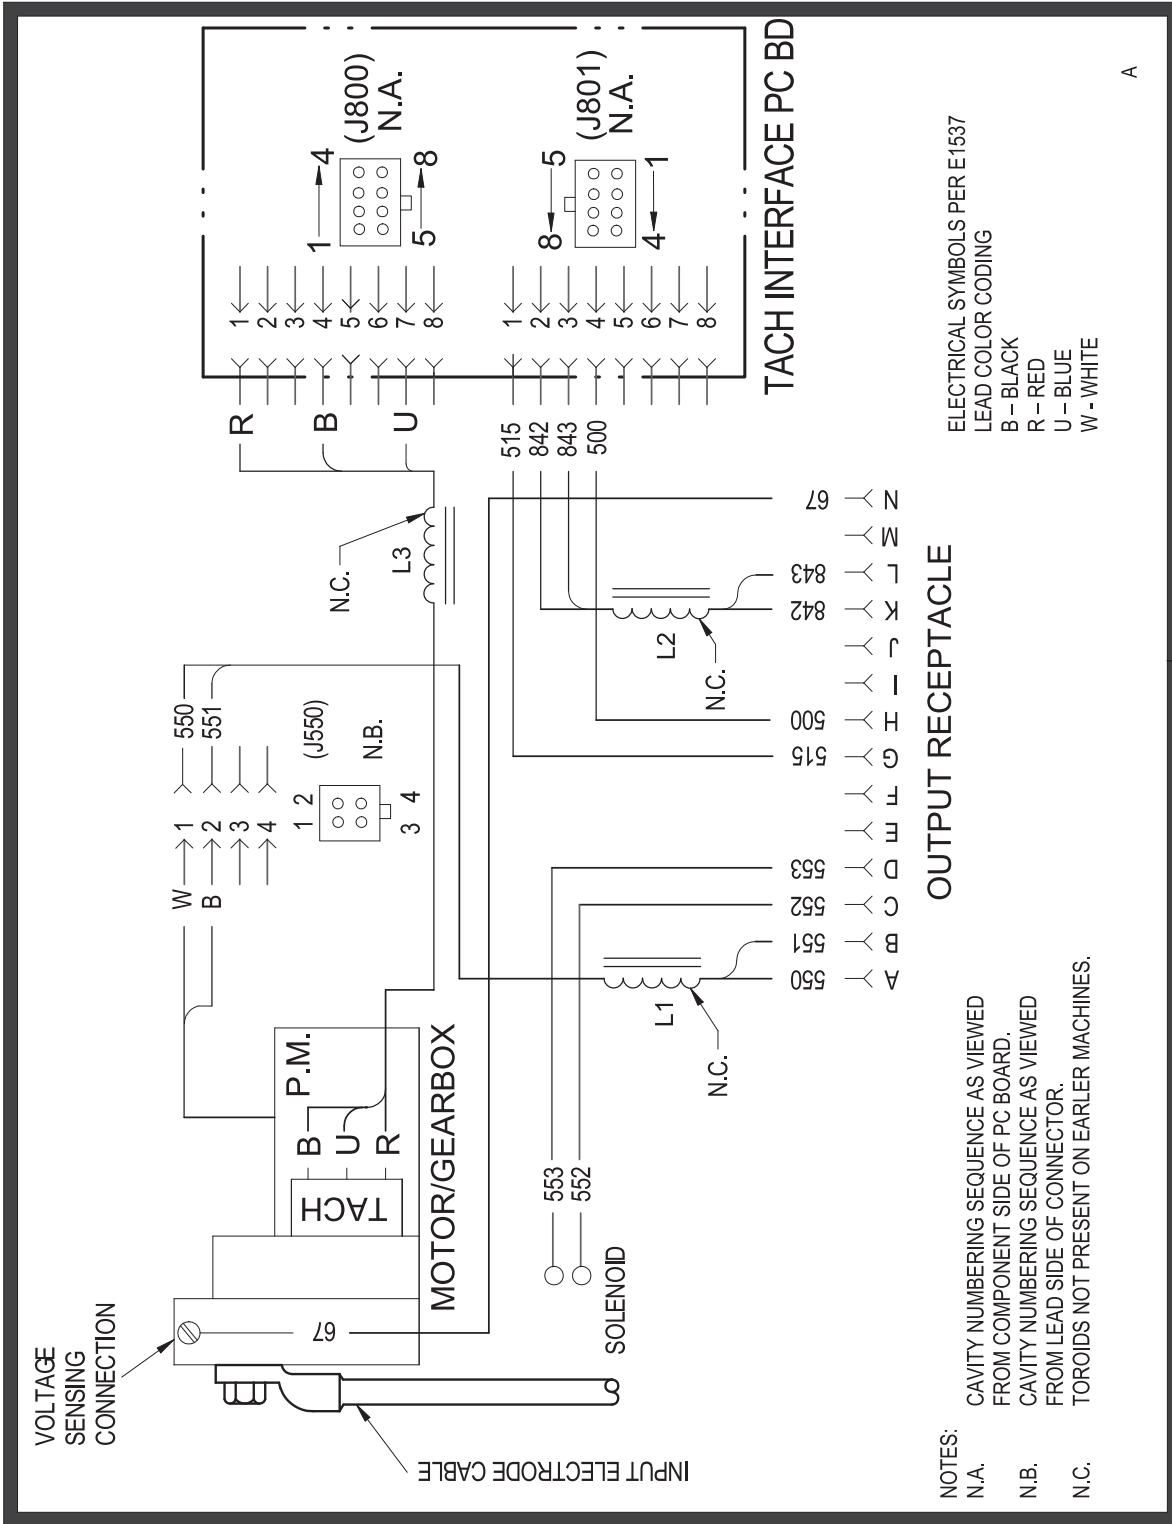 VOLTAGE
SENSING
CONNECTION
INPUT ELECTRODE CABLE
67
MOTOR/GEARBOX
TACH
P.M.
B
U
R
W
B
1
2
3
4
550
551
(J550)
N.B.
1 2
3 4
N.C.
L3
R
B
U
1
2
3
4
5
6
7
8
1 4
5 8
(J800)
N.A.
1
2
3
4
5
6
7
8
8 5
4 1
(J801)
N.A.
TACH INTERFACE PC BD
515
842
843
500
SOLENOID
553
552
L1
N.C.
L2
N.C.
550
551
552
553
515
500
842
843
67
A
B
C
D
E
F
G
H
I
J
K
L
M
N
OUTPUT RECEPTACLE
ELECTRICAL SYMBOLS PER E1537
LEAD COLOR CODING
B – BLACK
R – RED
U – BLUE
W - WHITE
NOTES:
N.A. CAVITY NUMBERING SEQUENCE AS VIEWED
FROM COMPONENT SIDE OF PC BOARD.
N.B. CAVITY NUMBERING SEQUENCE AS VIEWED
FROM LEAD SIDE OF CONNECTOR.
N.C. TOROIDS NOT PRESENT ON EARLER MACHINES.
A